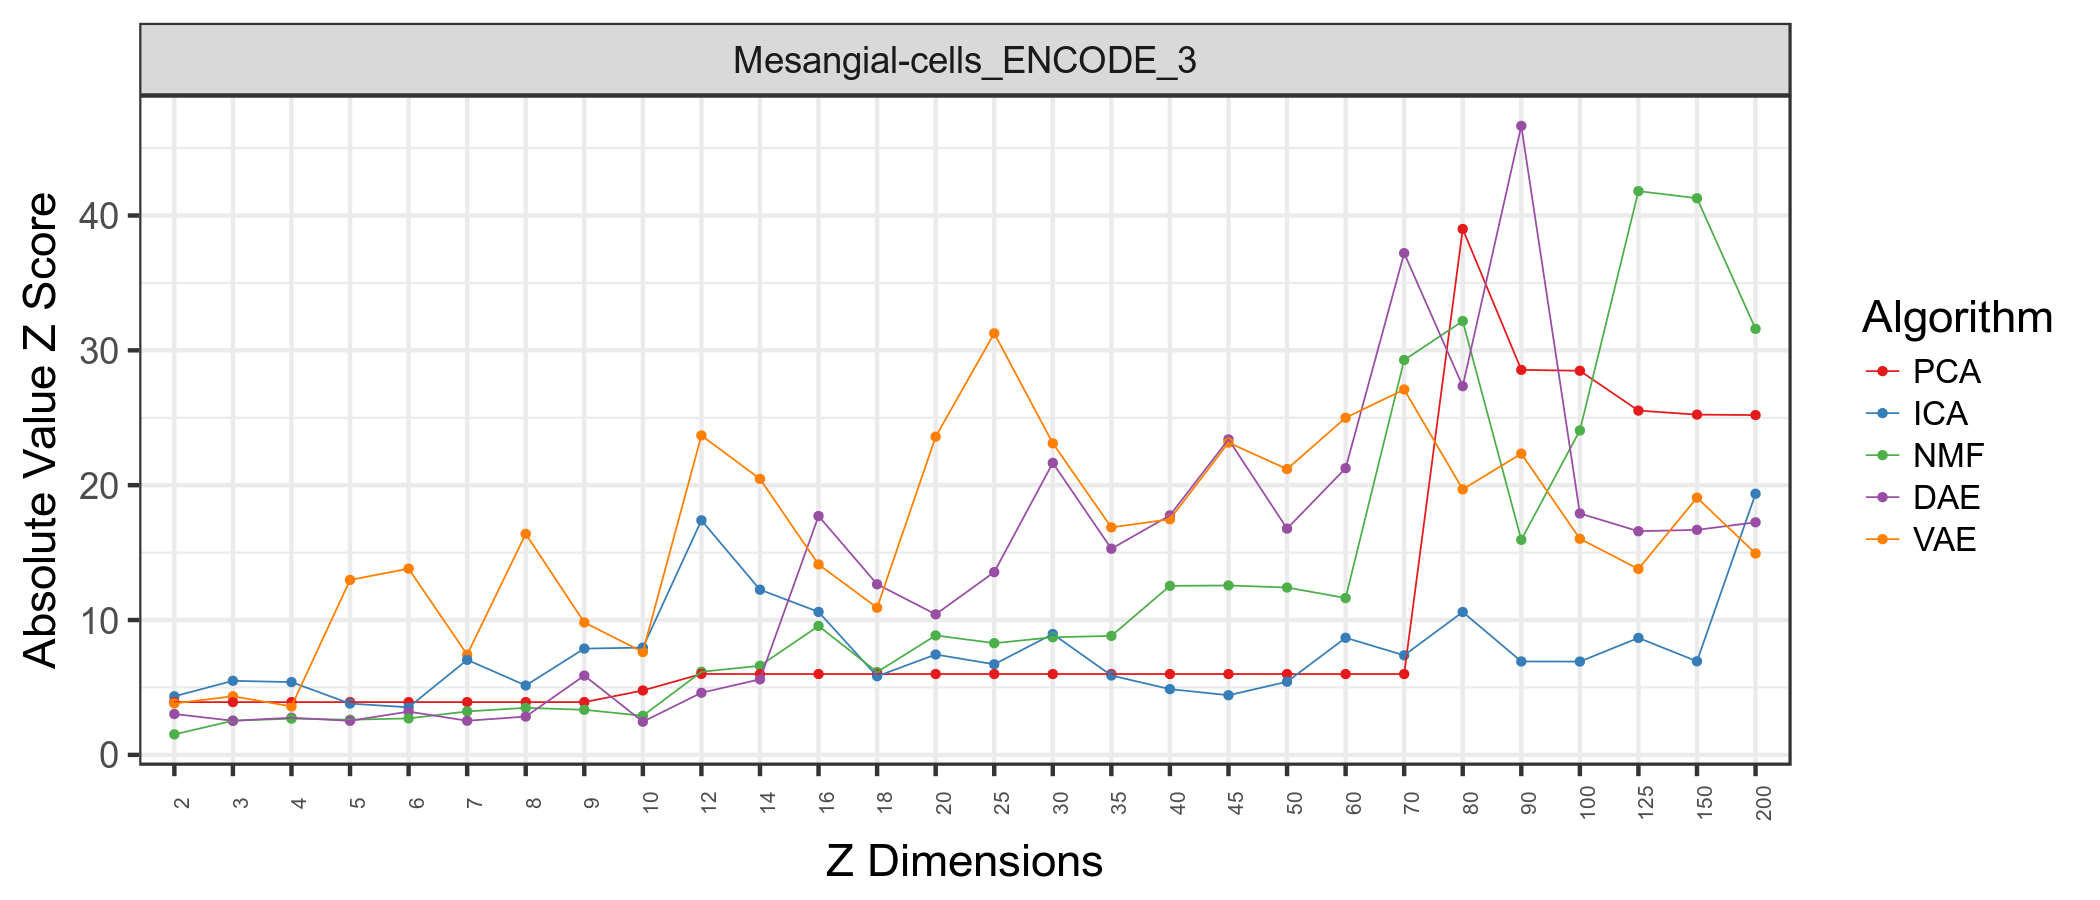 Mesangial-cells_ENCODE_3
Absolute Value Z Score
40
30
20
10
0
2 3 4 5 6 7 8 9 10 12 14 16 18 20 25 30 35 40 45 50 60 70 80 90 100 125 150 200
Z Dimensions
Algorithm
PCA
ICA
NMF
DAE
VAE